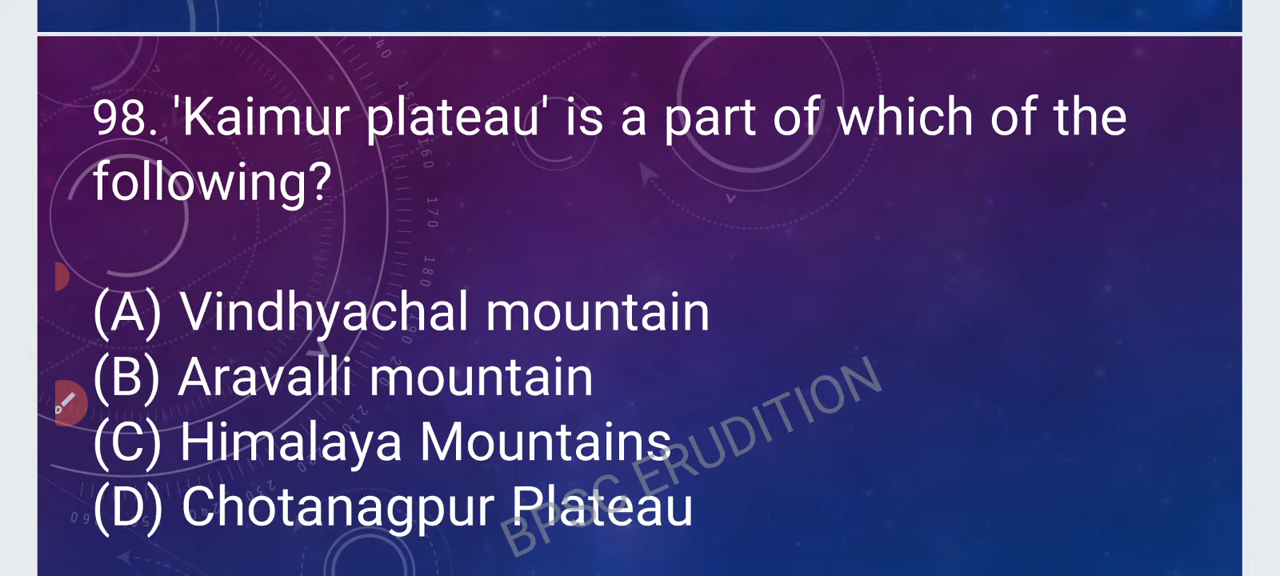 98. 'Kaimur plateau' is a part of which of the
following?
(A) Vindhyachal mountain
(B) Aravalli mountain
(C) Himalaya Mountains
(D) Chotanagpur Plateau
BPSC ERUDITION